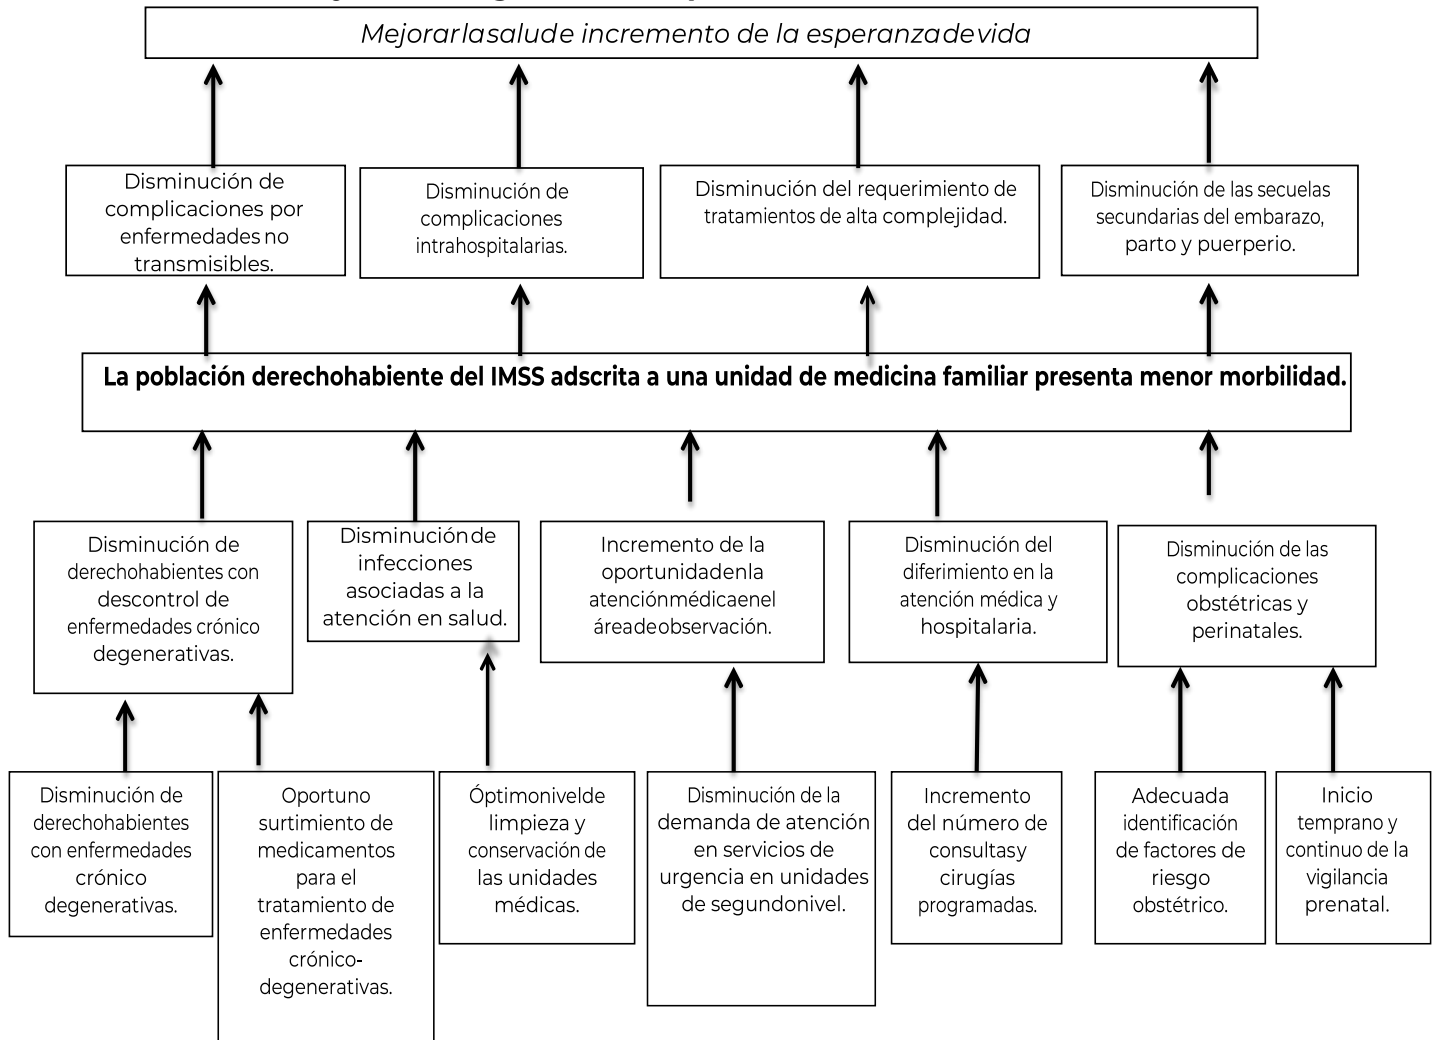 Mejorarlasalude incremento de la esperanzadevida
Disminución de
complicaciones por
enfermedades no
transmisibles.
Disminución de
complicaciones
intrahospitalarias.
Disminución del requerimiento de
tratamientos de alta complejidad.
Disminución de las secuelas
secundarias del embarazo,
parto y puerperio.
La población derechohabiente del IMSS adscrita a una unidad de medicina familiar presenta menor morbilidad.
Disminución de
derechohabientes con
descontrol de
enfermedades crónico
degenerativas.
Disminuciónde
infecciones
asociadas a la
atención en salud.
Incremento de la
oportunidadenla
atenciónmédicaenel
áreadeobservación.
Disminución del
diferimiento en la
atención médica y
hospitalaria.
Disminución de las
complicaciones
obstétricas y
perinatales.
Disminución de
derechohabientes
con enfermedades
crónico
degenerativas.
Oportuno
surtimiento de
medicamentos
para el
tratamiento de
enfermedades
crónico-
degenerativas.
Óptimonivelde
limpieza y
conservación de
las unidades
médicas.
Disminución de la
demanda de atención
en servicios de
urgencia en unidades
de segundonivel.
Incremento
del número de
consultasy
cirugías
programadas.
Adecuada
identificación
de factores de
riesgo
obstétrico.
Inicio
temprano y
continuo de la
vigilancia
prenatal.